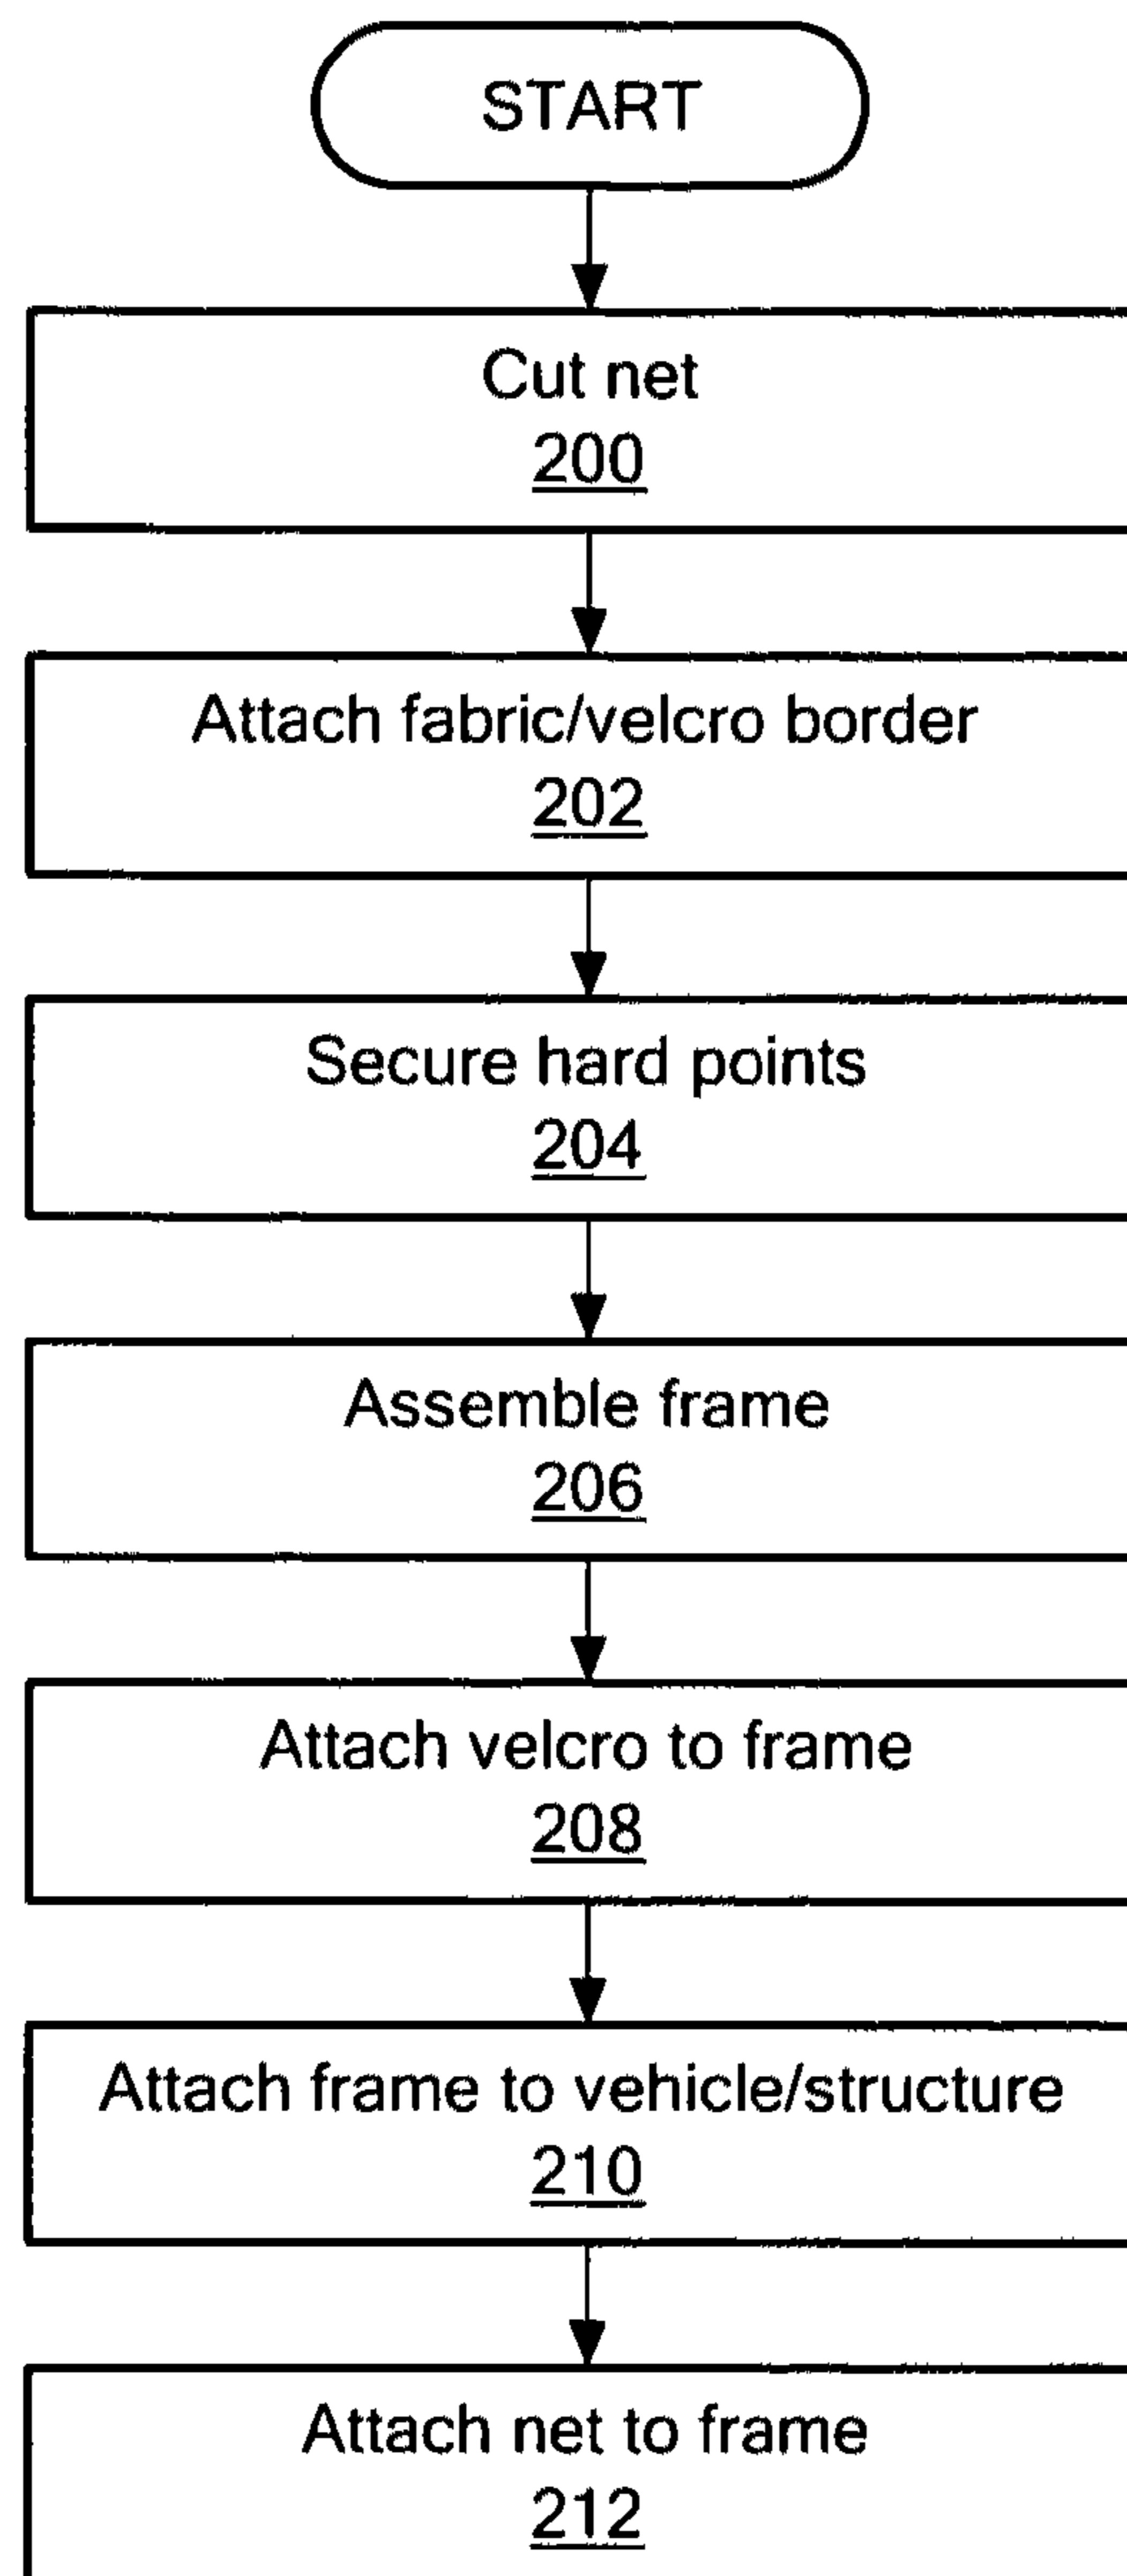 START
Cut net
200
Attach fabric/velcro border
202
Secure hard points
204
Assemble frame
206
Attach velcro to frame
208
Attach frame to vehicle/structure
210
Attach net to frame
212